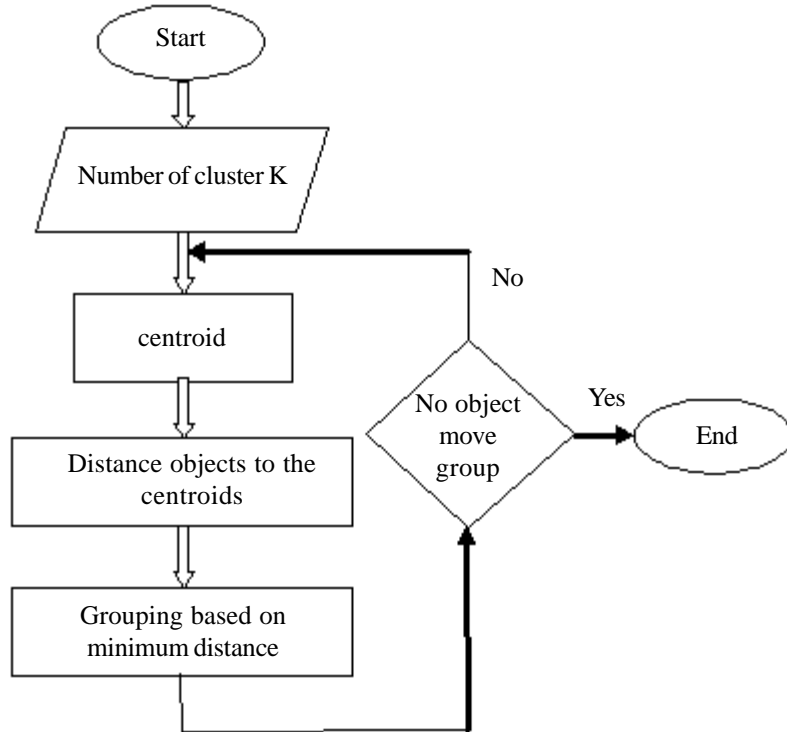 Start
Number of cluster K
centroid
Distance objects to the
centroids
Grouping based on
minimum distance
No object
move
group
No
Yes
End